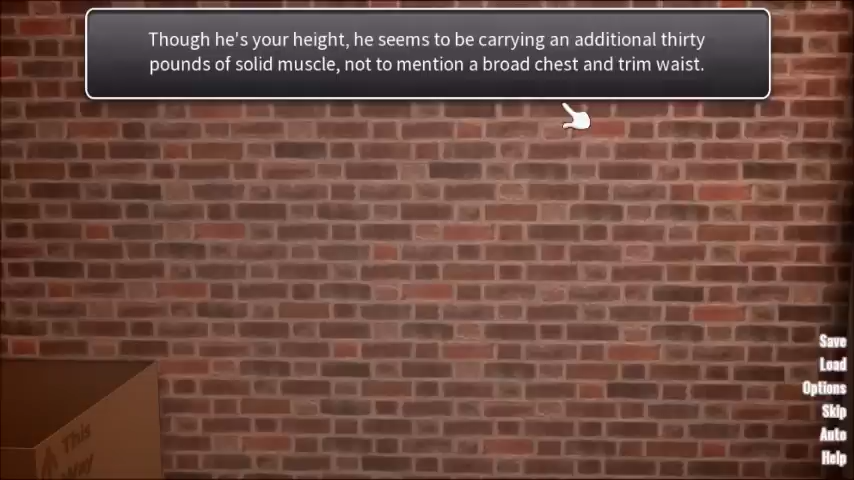 Though he's your height, he seems to be carrying an additional thirty
pounds of solid muscle, not to mention a broad chest and trim waist.
Save
Load
Options
Skip
Auto
Help
This
Way